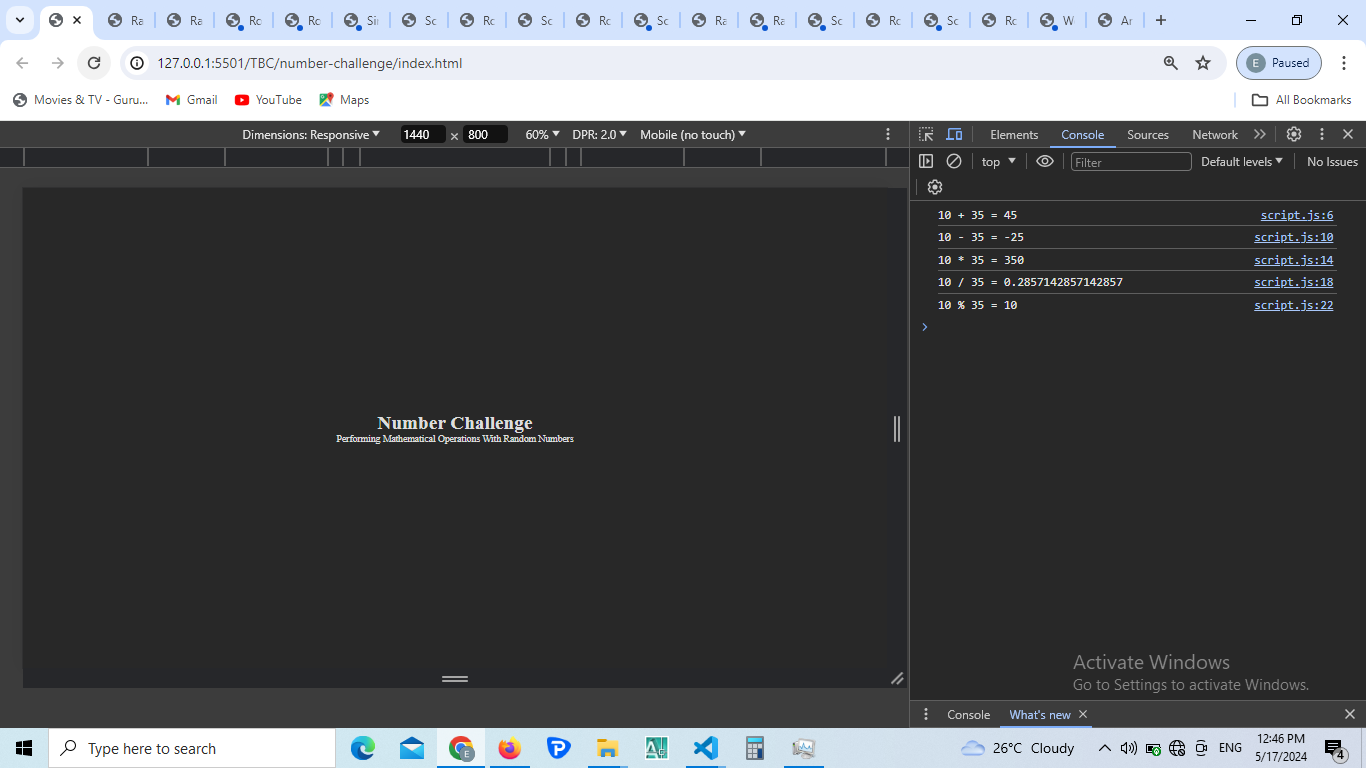 Ra
Ra
Ro
Ro
Sir
Sc
Rc
Sc
Rc
Sc
Ra
Ra
Sc
Rc
Sc
Rc
W
Ar
127.0.0.1:5501/TBC/number-challenge/index.html
E
Paused
Movies & TV - Guru...
Gmail
YouTube
Maps
All Bookmarks
Dimensions: Responsive
1440
×
800
60%
DPR: 2.0
Mobile (no touch)
Elements
Console
Sources
Network
top
Filter
Default levels
No Issues
10 + 35 = 45 script.js:6
10 - 35 = -25 script.js:10
10 * 35 = 350 script.js:14
10 / 35 = 0.2857142857142857 script.js:18
10 % 35 = 10 script.js:22
Number Challenge
Performing Mathematical Operations With Random Numbers
Activate Windows
Go to Settings to activate Windows.
Console
What's new
Type here to search
E
26°C Cloudy
ENG
12:46 PM
5/17/2024
4